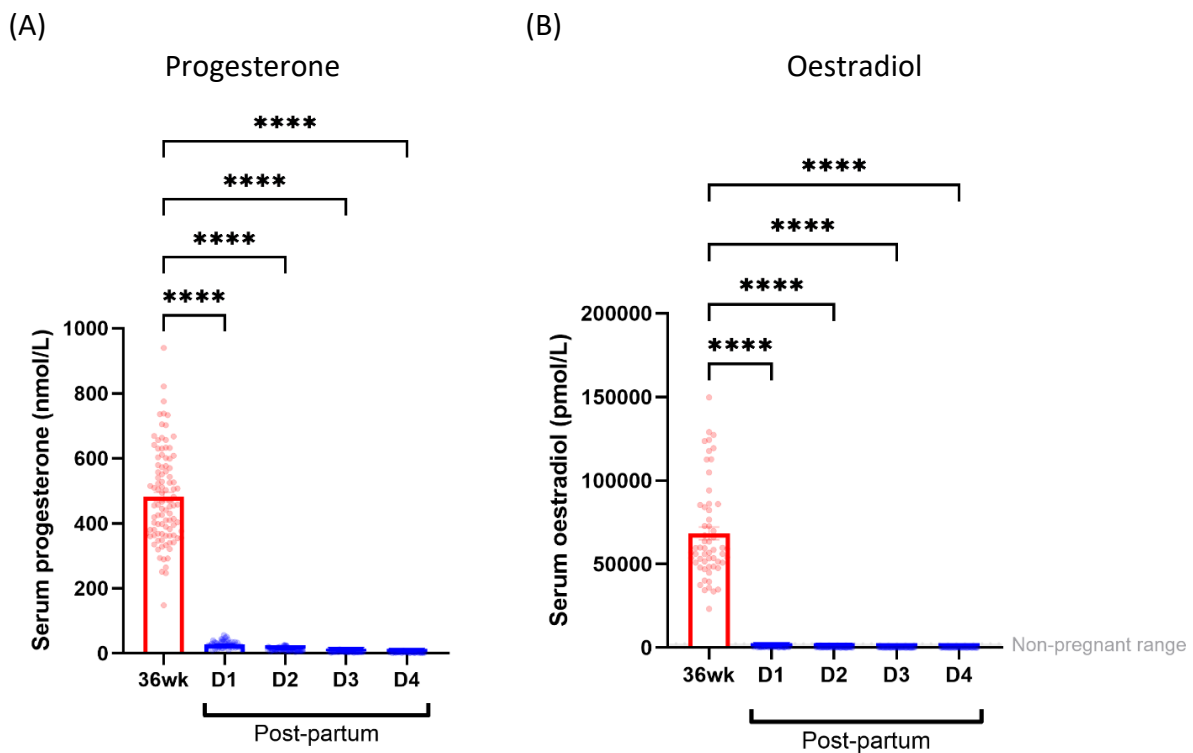 (A)
Progesterone
****
****
****
****
Serum progesterone (nmol/L)
1000
800
600
400
200
0
36wk D1 D2 D3 D4
Post-partum
(B)
Oestradiol
****
****
****
****
Serum oestradiol (pmol/L)
200000
150000
100000
50000
0
Non-pregnant range
36wk D1 D2 D3 D4
Post-partum